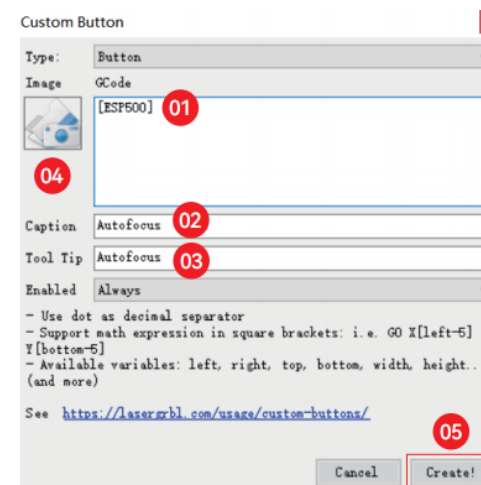 Custom Button
Type: Button
Image GCode
[ESP500] 01
04
Caption Autofocus 02
Tool Tip Autofocus 03
Enabled Always
- Use dot as decimal separator
- Support math expression in square brackets: i.e. G0 X[left-5]
Y[bottom-5]
- Available variables: left, right, top, bottom, width, height..
(and more)
See https://lasergrbl.com/usage/custom-buttons/
05
Cancel Create!